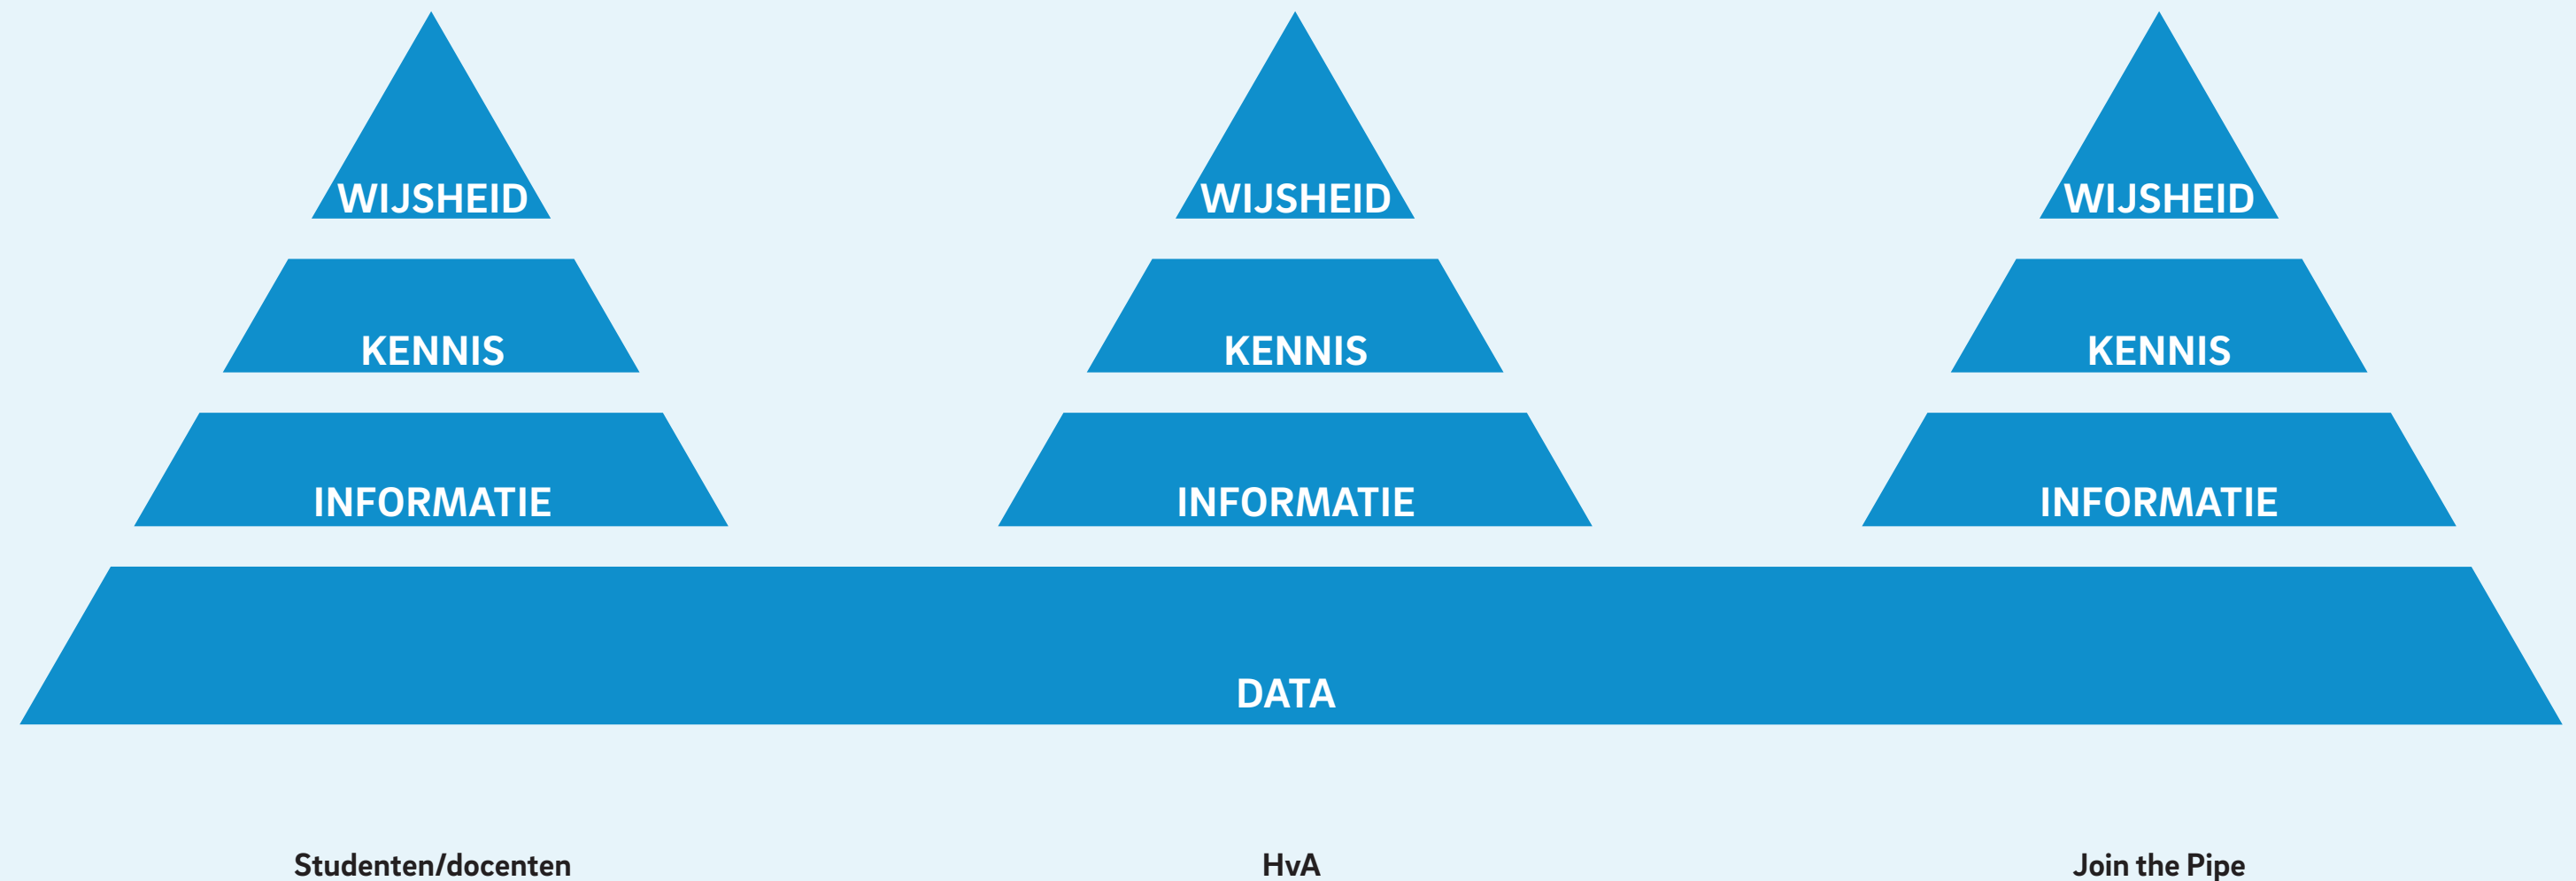 WIJSHEID
WIJSHEID
WIJSHEID
KENNIS
KENNIS
KENNIS
INFORMATIE
INFORMATIE
INFORMATIE
DATA
Studenten/docenten
HvA
Join the Pipe